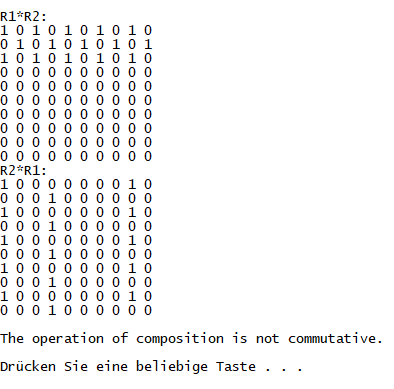 R1*R2:
1 0 1 0 1 0 1 0 1 0
0 1 0 1 0 1 0 1 0 1
1 0 1 0 1 0 1 0 1 0
0 0 0 0 0 0 0 0 0 0
0 0 0 0 0 0 0 0 0 0
0 0 0 0 0 0 0 0 0 0
0 0 0 0 0 0 0 0 0 0
0 0 0 0 0 0 0 0 0 0
0 0 0 0 0 0 0 0 0 0
0 0 0 0 0 0 0 0 0 0
R2*R1:
1 0 0 0 0 0 0 0 1 0
0 0 0 1 0 0 0 0 0 0
1 0 0 0 0 0 0 0 1 0
0 0 0 1 0 0 0 0 0 0
1 0 0 0 0 0 0 0 1 0
0 0 0 1 0 0 0 0 0 0
1 0 0 0 0 0 0 0 1 0
0 0 0 1 0 0 0 0 0 0
1 0 0 0 0 0 0 0 1 0
0 0 0 1 0 0 0 0 0 0
The operation of composition is not commutative.
Drücken Sie eine beliebige Taste . . .